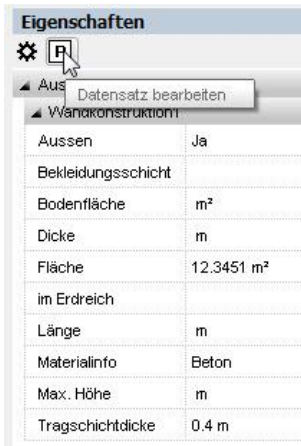 Eigenschaften
P
Datensatz bearbeiten
Aus
Wandkonstruktion1
Aussen Ja
Bekleidungsschicht
Bodenfläche m²
Dicke m
Fläche 12.3451 m²
im Erdreich
Länge m
Materialinfo Beton
Max. Höhe m
Tragschichtdicke 0.4 m